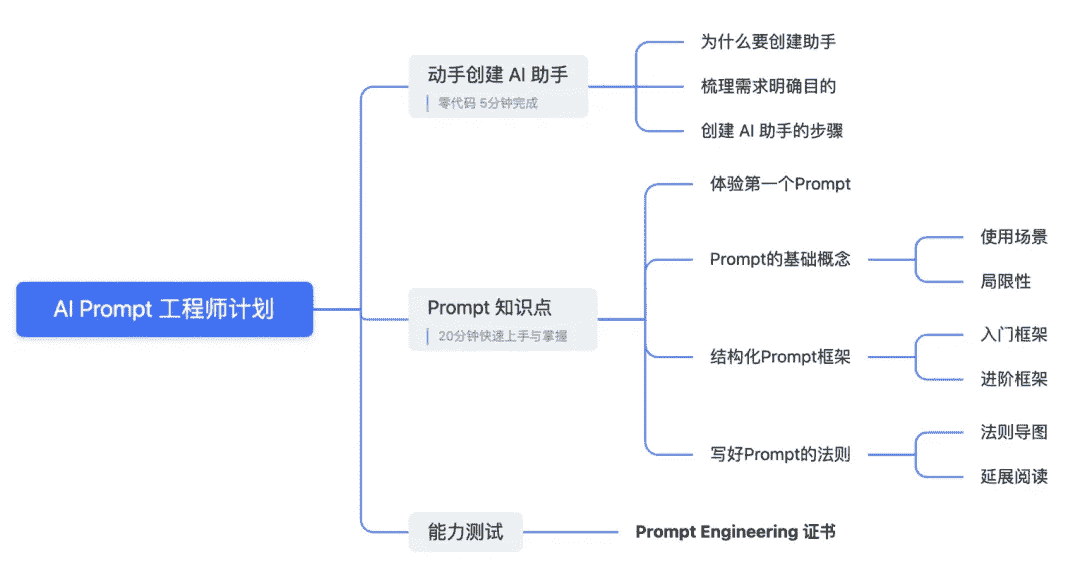 AI Prompt 工程师计划
动手创建 AI 助手
零代码 5分钟完成
为什么要创建助手
梳理需求明确目的
创建 AI 助手的步骤
Prompt 知识点
20分钟快速上手与掌握
体验第一个Prompt
Prompt的基础概念
使用场景
局限性
结构化Prompt框架
入门框架
进阶框架
写好Prompt的法则
法则导图
延展阅读
能力测试
Prompt Engineering 证书